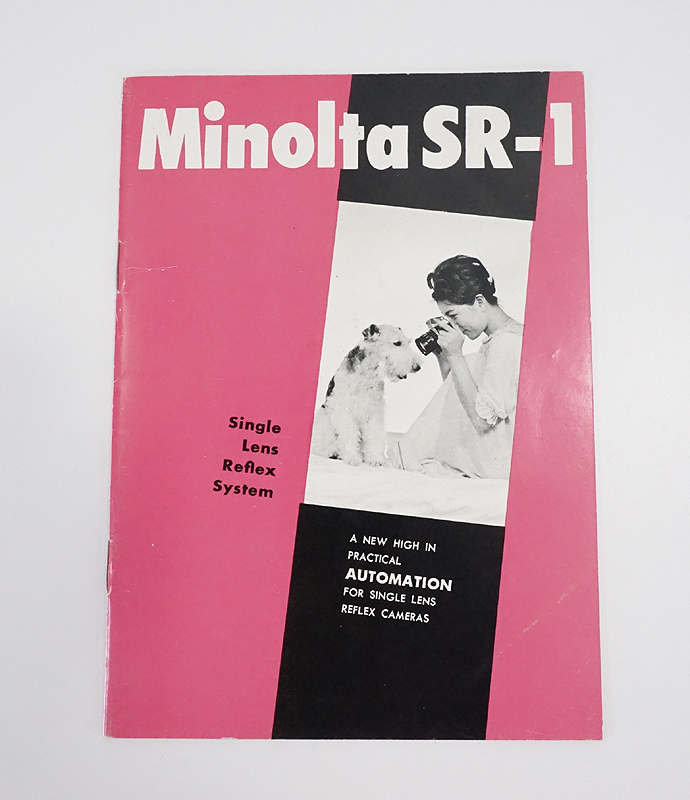 Minolta SR-1
Single
Lens
Reflex
System
A NEW HIGH IN
PRACTICAL
AUTOMATION
FOR SINGLE LENS
REFLEX CAMERAS